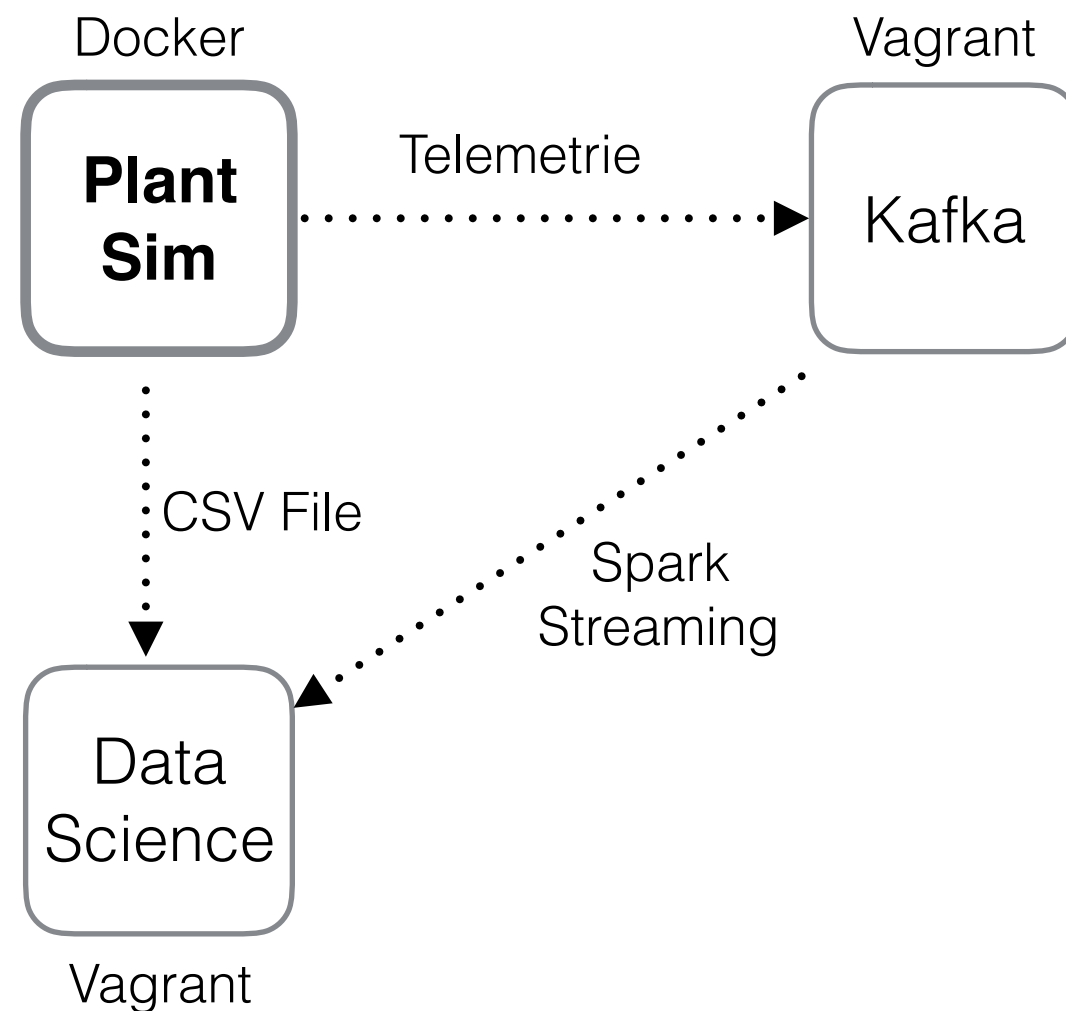 Docker
Vagrant
Plant
Sim
Telemetrie
Kafka
CSV File
Spark
Streaming
Data
Science
Vagrant